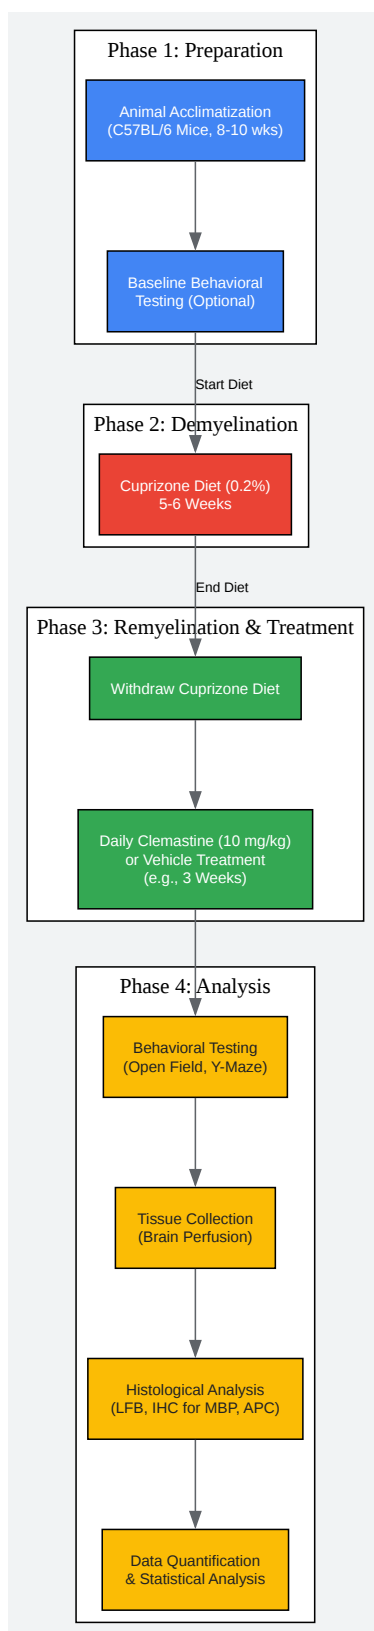 Phase 1: Preparation
Animal Acclimatization
(C57BL/6 Mice, 8-10 wks)
Baseline Behavioral
Testing (Optional)
Start Diet
Phase 2: Demyelination
Cuprizone Diet (0.2%)
5-6 Weeks
End Diet
Phase 3: Remyelination & Treatment
Withdraw Cuprizone Diet
Daily Clemastine (10 mg/kg)
or Vehicle Treatment
(e.g., 3 Weeks)
Phase 4: Analysis
Behavioral Testing
(Open Field, Y-Maze)
Tissue Collection
(Brain Perfusion)
Histological Analysis
(LFB, IHC for MBP, APC)
Data Quantification
& Statistical Analysis